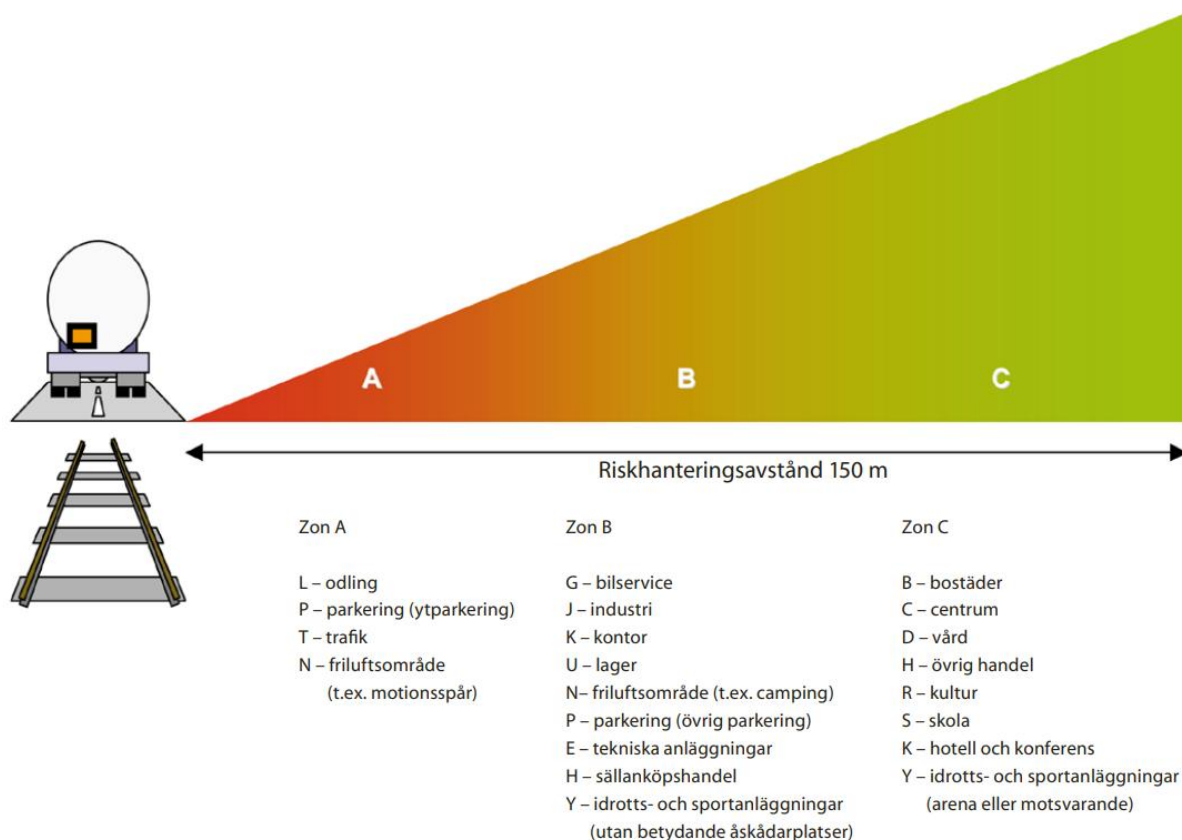 A
B
C
Riskhanteringsavstånd 150 m
Zon A
L – odling
P – parkering (ytparkering)
T – trafik
N – friluftsområde
(t.ex. motionsspår)
Zon B
G – bilservice
J – industri
K – kontor
U – lager
N– friluftsområde (t.ex. camping)
P – parkering (övrig parkering)
E – tekniska anläggningar
H – sällanköpshandel
Y – idrotts- och sportanläggningar
(utan betydande åskådarplatser)
Zon C
B – bostäder
C – centrum
D – vård
H – övrig handel
R – kultur
S – skola
K – hotell och konferens
Y – idrotts- och sportanläggningar
(arena eller motsvarande)